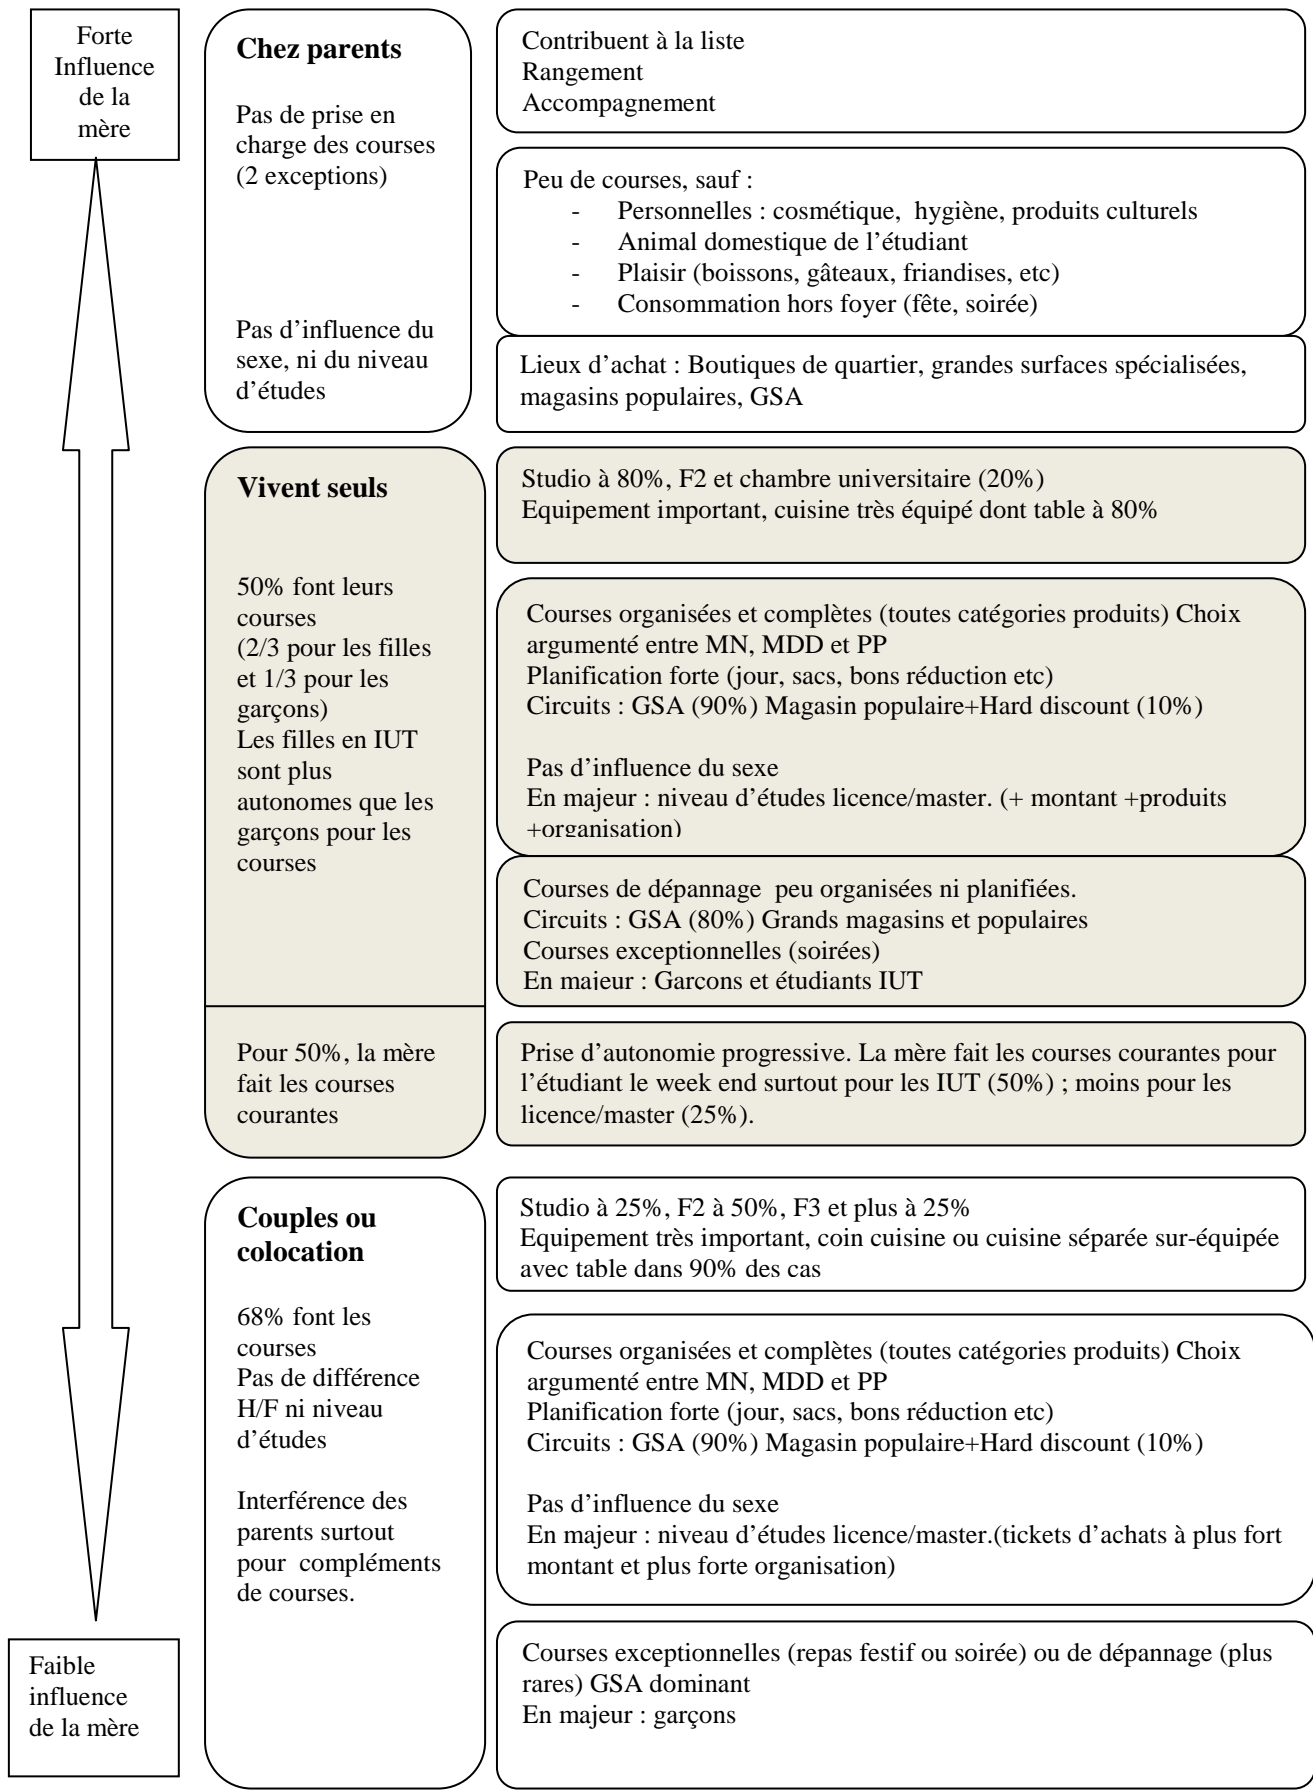 Forte
Influence
de la
mère
Chez parents
Pas de prise en
charge des courses
(2 exceptions)
Pas d'influence du
sexe, ni du niveau
d'études
Contribuent à la liste
Rangement
Accompagnement
Peu de courses, sauf :
- Personnelles : cosmétique, hygiène, produits culturels
- Animal domestique de l'étudiant
- Plaisir (boissons, gâteaux, friandises, etc)
- Consommation hors foyer (fête, soirée)
Lieux d'achat : Boutiques de quartier, grandes surfaces spécialisées,
magasins populaires, GSA
Vivent seuls
50% font leurs
courses
(2/3 pour les filles
et 1/3 pour les
garçons)
Les filles en IUT
sont plus
autonomes que les
garçons pour les
courses
Studio à 80%, F2 et chambre universitaire (20%)
Equipement important, cuisine très équipé dont table à 80%
Courses organisées et complètes (toutes catégories produits) Choix
argumenté entre MN, MDD et PP
Planification forte (jour, sacs, bons réduction etc)
Circuits : GSA (90%) Magasin populaire+Hard discount (10%)
Pas d'influence du sexe
En majeur : niveau d'études licence/master. (+ montant +produits
+organisation)
Courses de dépannage peu organisées ni planifiées.
Circuits : GSA (80%) Grands magasins et populaires
Courses exceptionnelles (soirées)
En majeur : Garcons et étudiants IUT
Pour 50%, la mère
fait les courses
courantes
Prise d'autonomie progressive. La mère fait les courses courantes pour
l'étudiant le week end surtout pour les IUT (50%) ; moins pour les
licence/master (25%).
Couples ou
colocation
68% font les
courses
Pas de différence
H/F ni niveau
d'études
Interférence des
parents surtout
pour compléments
de courses.
Studio à 25%, F2 à 50%, F3 et plus à 25%
Equipement très important, coin cuisine ou cuisine séparée sur-équipée
avec table dans 90% des cas
Courses organisées et complètes (toutes catégories produits) Choix
argumenté entre MN, MDD et PP
Planification forte (jour, sacs, bons réduction etc)
Circuits : GSA (90%) Magasin populaire+Hard discount (10%)
Pas d'influence du sexe
En majeur : niveau d'études licence/master.(tickets d'achats à plus fort
montant et plus forte organisation)
Courses exceptionnelles (repas festif ou soirée) ou de dépannage (plus
rares) GSA dominant
En majeur : garçons
Faible
influence
de la mère